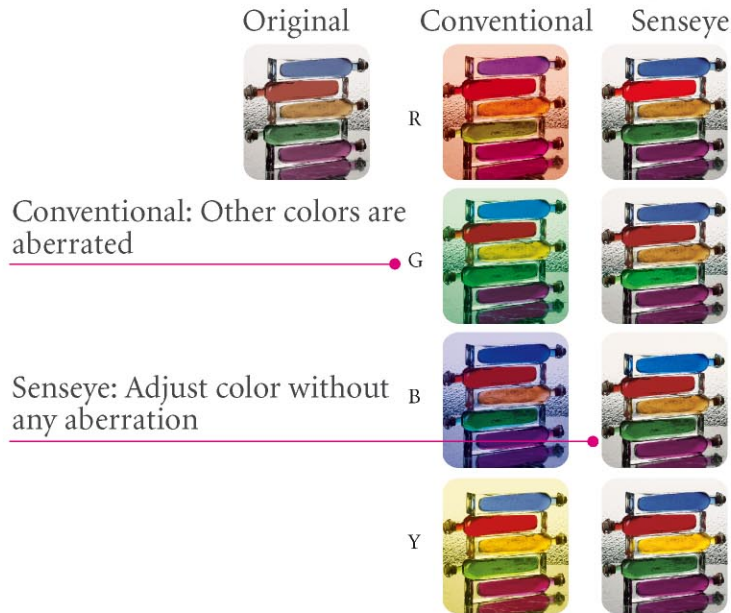 Original Conventional Senseye
R
Conventional: Other colors are
aberrated
G
Senseye: Adjust color without
any aberration
B
Y